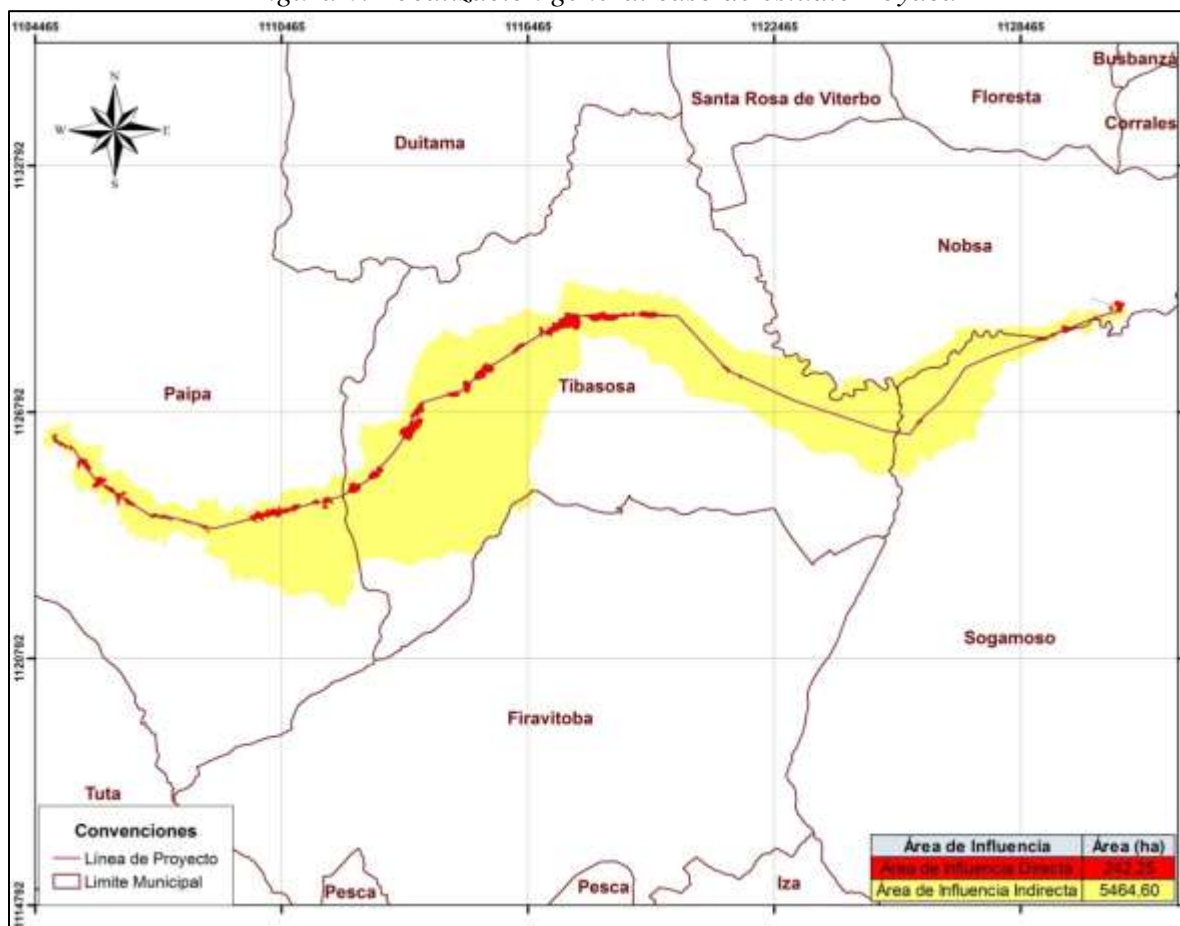 1104465 1110465 1116465 1122465 1128465
Busbanzá
Santa Rosa de Viterbo
Floresta
Corrales
N
W E
S
Duitama
1132792
Nobsa
Paipa
Tibasosa
1126792
Sogamoso
1120792
Firavitoba
Tuta
Convenciones
Línea de Proyecto
Limite Municipal
Pesca
Pesca
Iza
Área de Influencia Área (ha)
Área de Influencia Directa 242,25
Área de Influencia Indirecta 5464,60
1114792